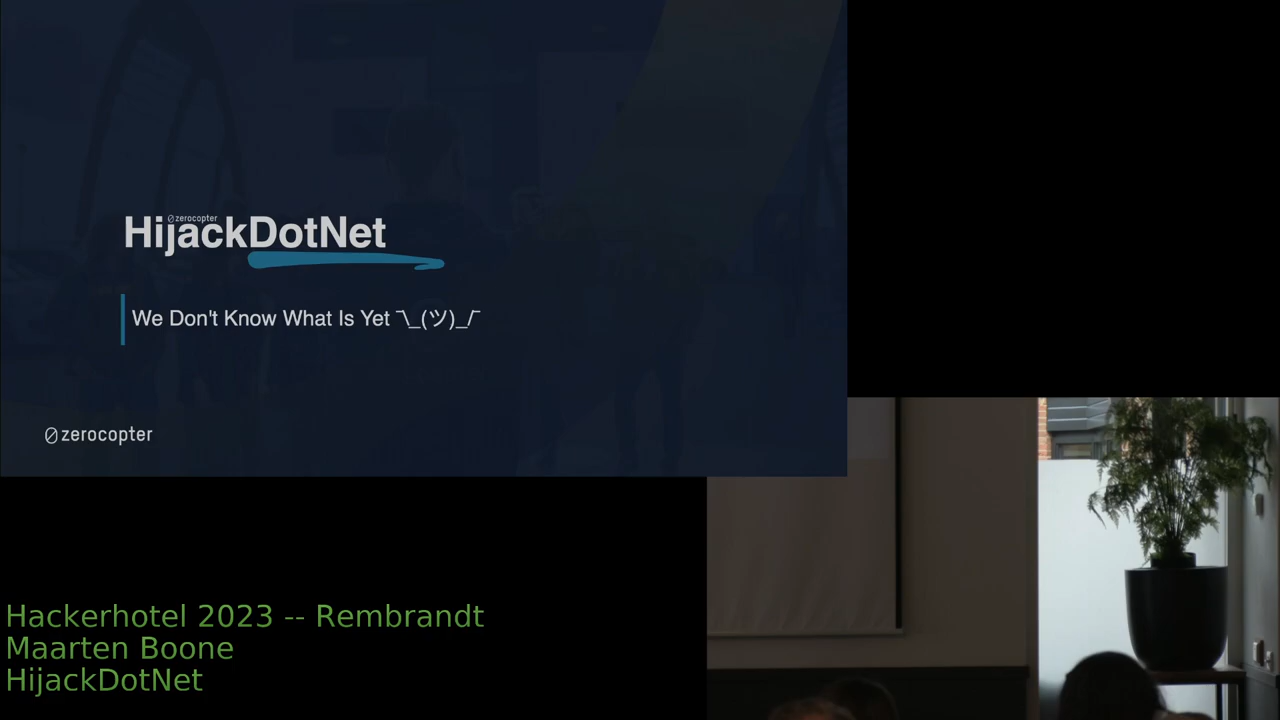 zerocopter
HijackDotNet
We Don't Know What Is Yet ¯\_(ツ)_/¯
zerocopter
Hackerhotel 2023 -- Rembrandt
Maarten Boone
HijackDotNet